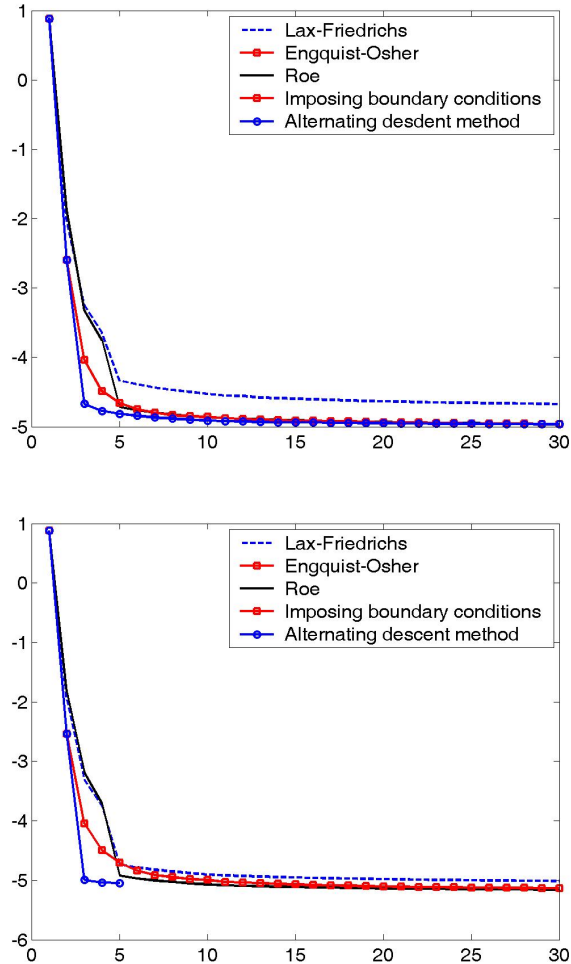 1
0
-1
-2
-3
-4
-5
0 5 10 15 20 25 30
Lax-Friedrichs
Engquist-Osher
Roe
Imposing boundary conditions
Alternating desdent method
1
0
-1
-2
-3
-4
-5
-6
0 5 10 15 20 25 30
Lax-Friedrichs
Engquist-Osher
Roe
Imposing boundary conditions
Alternating descent method